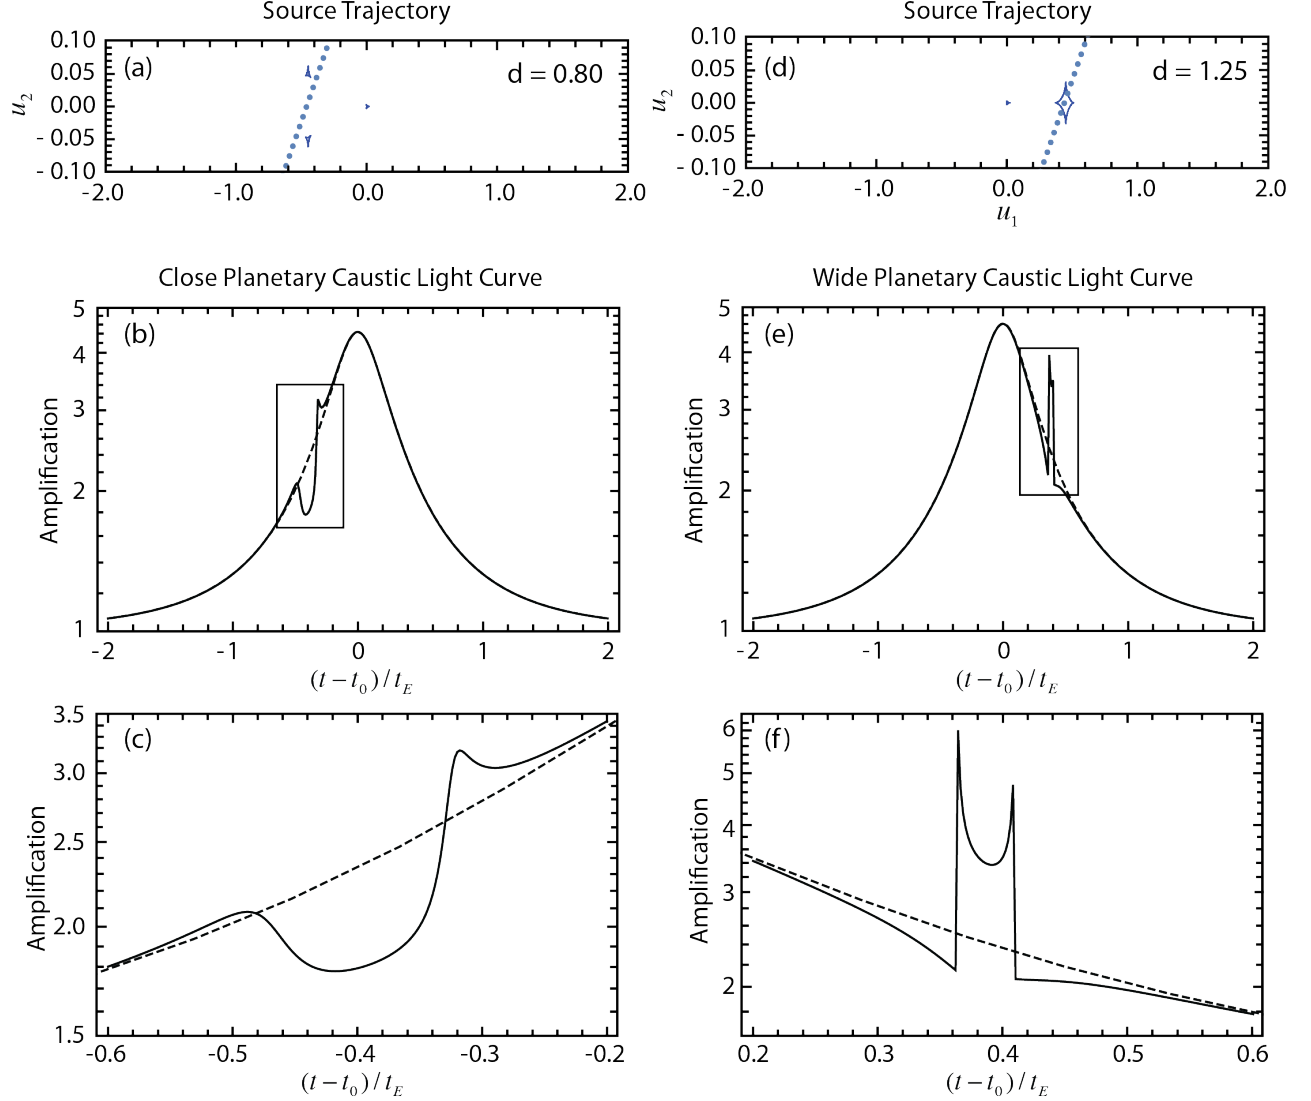 Source Trajectory
0.10
0.05
0.00
- 0.05
- 0.10
u2
(a)
d = 0.80
-2.0 -1.0 0.0 1.0 2.0
Source Trajectory
0.10
0.05
0.00
- 0.05
- 0.10
u2
(d)
d = 1.25
-2.0 -1.0 0.0 1.0 2.0
u1
Close Planetary Caustic Light Curve
(b)
5
4
3
2
1
Amplification
-2 -1 0 1 2
(t − t0) / tE
Wide Planetary Caustic Light Curve
(e)
5
4
3
2
1
Amplification
-2 -1 0 1 2
(t − t0) / tE
(c)
3.5
3.0
2.5
2.0
1.5
Amplification
-0.6 -0.5 -0.4 -0.3 -0.2
(t − t0) / tE
(f)
6
5
4
3
2
Amplification
0.2 0.3 0.4 0.5 0.6
(t − t0) / tE